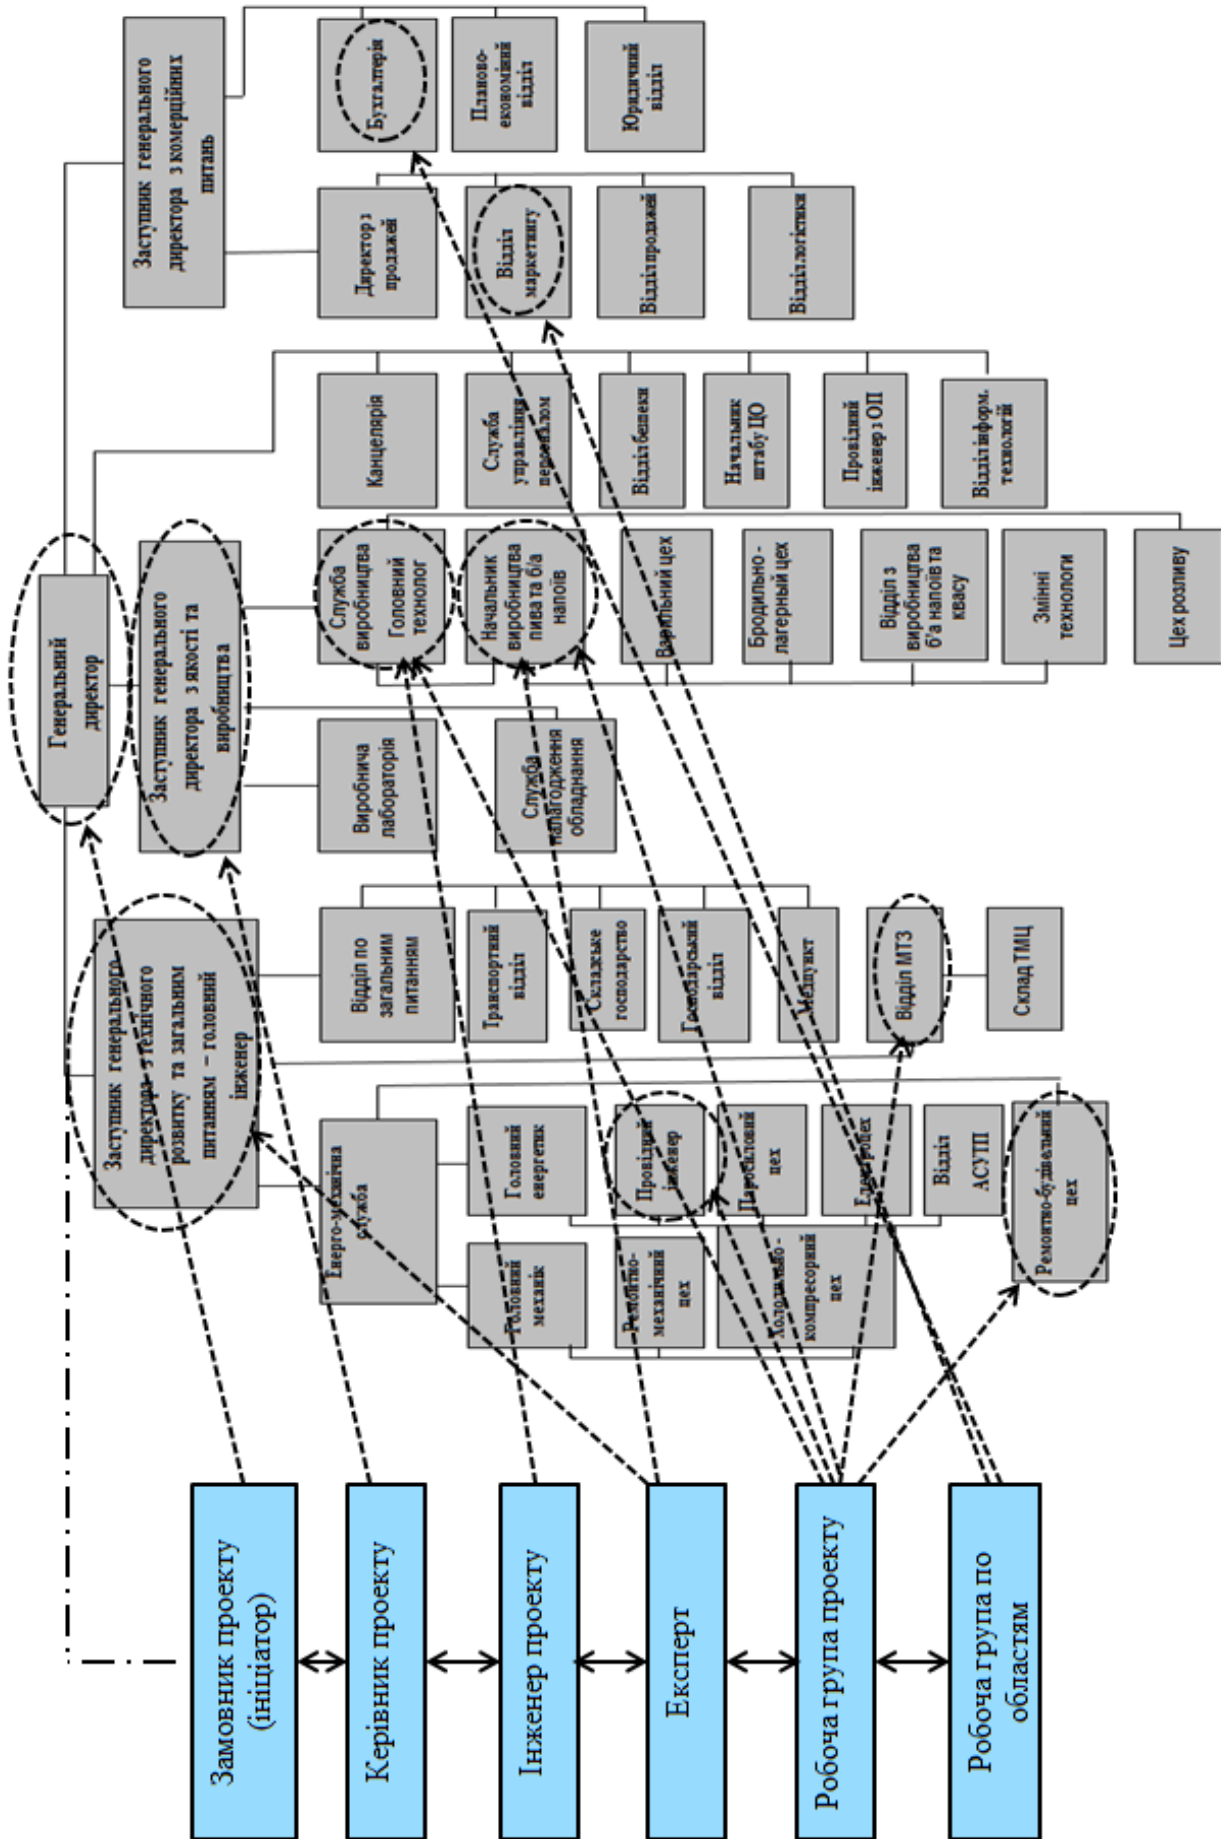 Генеральний
директор
Заступник генерального
директора з технічного
розвитку та загальним
питанням – головний
інженер
Заступник генерального
директора з якості та
виробництва
Заступник генерального
директора з комерційних
питань
Енерго-механічна
служба
Головний
механік
Ремонтно-
механічний
цех
Холодильно-
компресорний цех
Головний
енергетик
Провідний
інженер
Паросиловий
цех
Електроцех
Відділ
АСУТП
Ремонтно-будівельний
цех
Відділ по
загальним
питанням
Транспортний
відділ
Складське
господарство
Господарський
відділ
Медпункт
Відділ МТЗ
Склад ТМЦ
Виробнича
лабораторія
Служба
налагодження
обладнання
Служба
виробництва
Головний
технолог
Начальник
виробництва
пива та б/а
напоїв
Варильний цех
Бродильно-
лагерный цех
Відділ з
виробництва
б'а напоїв та
квасу
Змінні
технологи
Цех розливу
Канцелярія
Служба
управління
персоналом
Відділ безпеки
Начальник
штабу ЦО
Провідний
інженер з ОП
Відділ інформ.
технологій
Директор з
продажей
Відділ
маркетингу
Відділ продажей
Відділ логістики
Бухгалтерія
Планово-
економіний
відділ
Юридичний
відділ
Замовник проекту
(ініціатор)
Керівник проекту
Інженер проекту
Експерт
Робоча група проекту
Робоча група по
областям